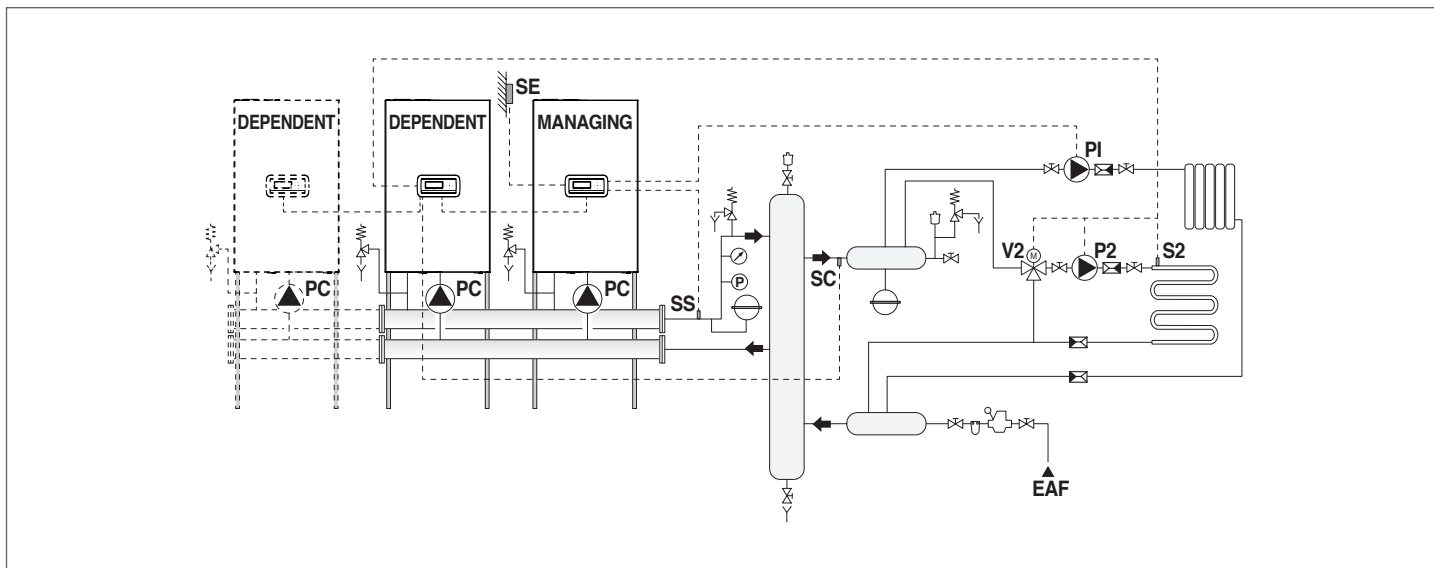 SE
DEPENDENT
DEPENDENT
MANAGING
PI
V2
M
P2
S2
SC
PC
PC
PC
SS
P
EAF